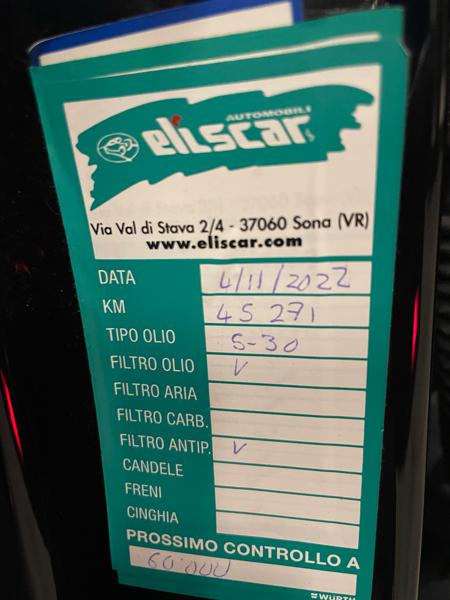 AUTOMOBILI
eliscar
Via Val di Stava 2/4 - 37060 Sona (VR)
www.eliscar.com
DATA 4/11/2022
KM 45 271
TIPO OLIO 5-30
FILTRO OLIO V
FILTRO ARIA
FILTRO CARB.
FILTRO ANTIP. V
CANDELE
FRENI
CINGHIA
PROSSIMO CONTROLLO A
60.000
WÜRTH